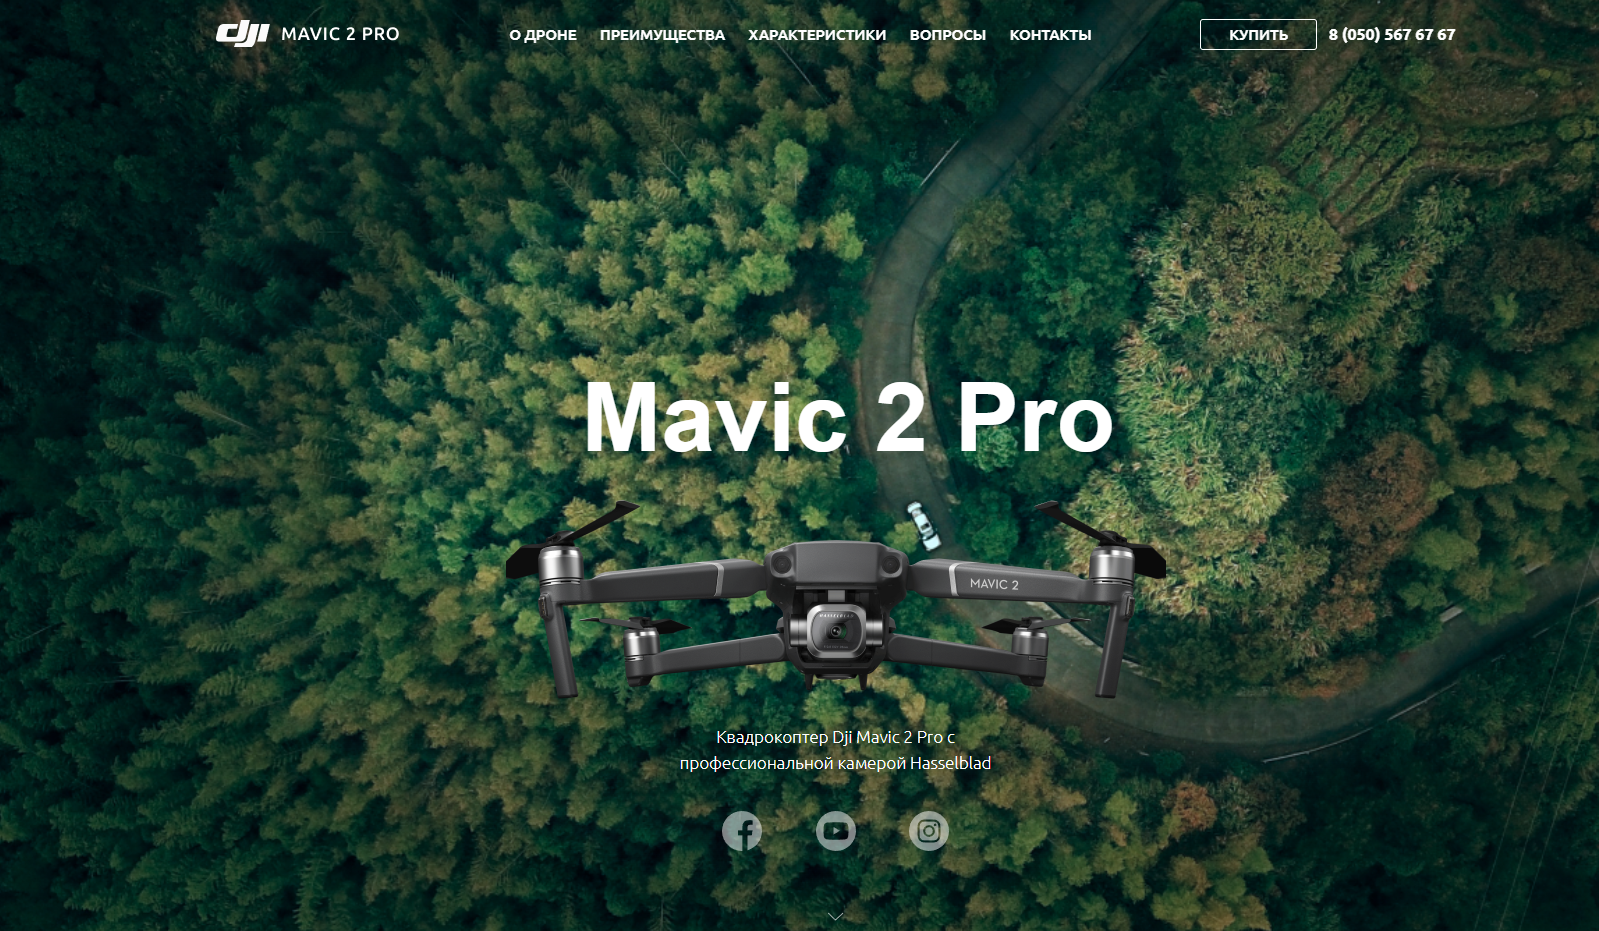 dji MAVIC 2 PRO
О ДРОНЕ ПРЕИМУЩЕСТВА ХАРАКТЕРИСТИКИ ВОПРОСЫ КОНТАКТЫ
КУПИТЬ 8 (050) 567 67 67
Mavic 2 Pro
MAVIC 2
HASSELBLAD
Квадрокоптер Dji Mavic 2 Pro с
профессиональной камерой Hasselblad